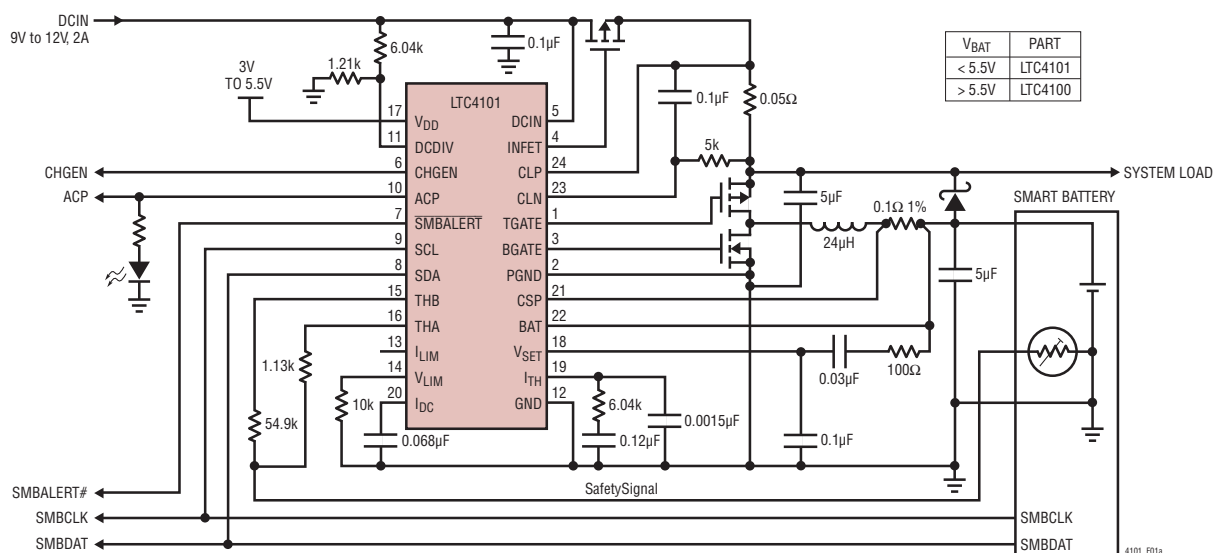 DCIN
9V to 12V, 2A
3V
TO 5.5V
1.21k
6.04k
0.1µF
0.1µF
0.05Ω
5k
V_BAT PART
< 5.5V LTC4101
> 5.5V LTC4100
LTC4101
17 V_DD
11 DCDIV
6 CHGEN
10 ACP
7 SMBALERT
9 SCL
8 SDA
15 THB
16 THA
13 I_LIM
14 V_LIM
20 I_DC
DCIN 5
INFET 4
CLP 24
CLN 23
TGATE 1
BGATE 3
PGND 2
CSP 21
BAT 22
V_SET 18
I_TH 19
GND 12
CHGEN
ACP
SYSTEM LOAD
SMART BATTERY
5µF
24µH
0.1Ω 1%
5µF
1.13k
54.9k
10k
0.068µF
6.04k
0.12µF
0.0015µF
0.03µF
100Ω
0.1µF
SafetySignal
SMBALERT#
SMBCLK
SMBDAT
SMBCLK
SMBDAT
4101 F01a